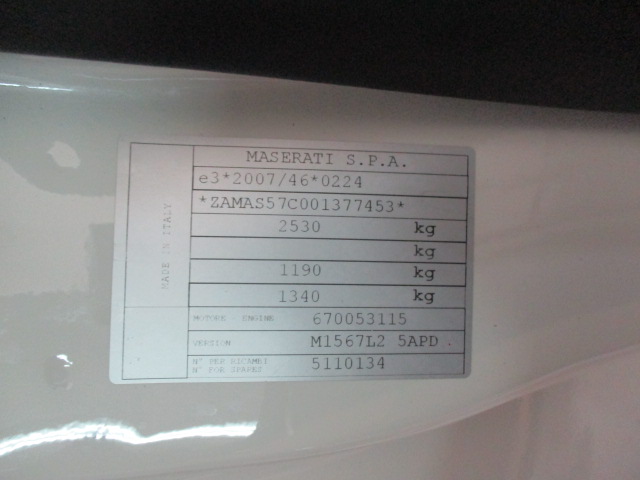 MASERATI S.P.A.
e3*2007/46*0224
*ZAMAS57C001377453*
2530 kg
kg
1190 kg
1340 kg
MOTORE - ENGINE 670053115
VERSION M1567L2 5APD .
N° PER RICAMBI
N° FOR SPARES 5110134
MADE IN ITALY